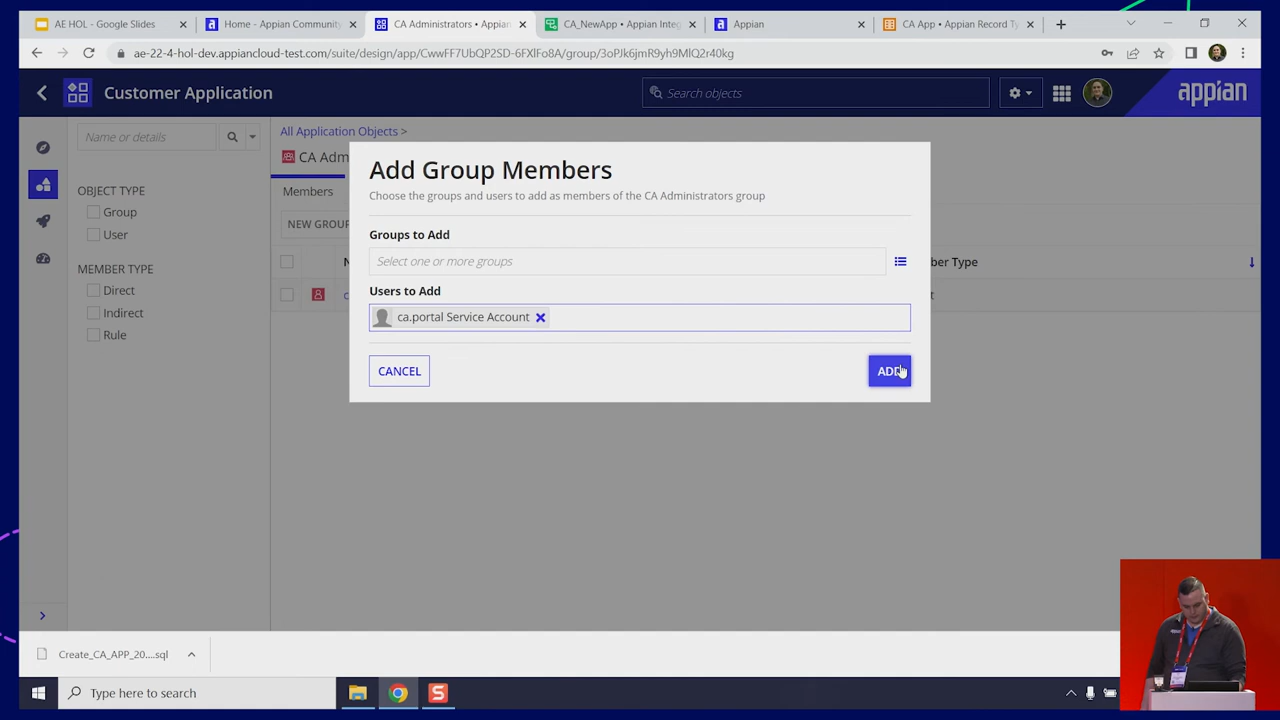 AE HOL - Google Slides
Home - Appian Community
CA Administrators • Appian
CA_NewApp • Appian Integ
Appian
CA App • Appian Record Ty
ae-22-4-hol-dev.appiancloud-test.com/suite/design/app/CwwFF7UbQP2SD-6FXlFo8A/group/3oPJk6jmR9yh9MlQ2r40kg
Customer Application
Search objects
appian
Name or details
All Application Objects >
CA Adm
OBJECT TYPE
Group
User
MEMBER TYPE
Direct
Indirect
Rule
Members
NEW GROUP
N
ber Type
c
t
Add Group Members
Choose the groups and users to add as members of the CA Administrators group
Groups to Add
Select one or more groups
Users to Add
ca.portal Service Account
CANCEL
ADD
Create_CA_APP_20....sql
Type here to search